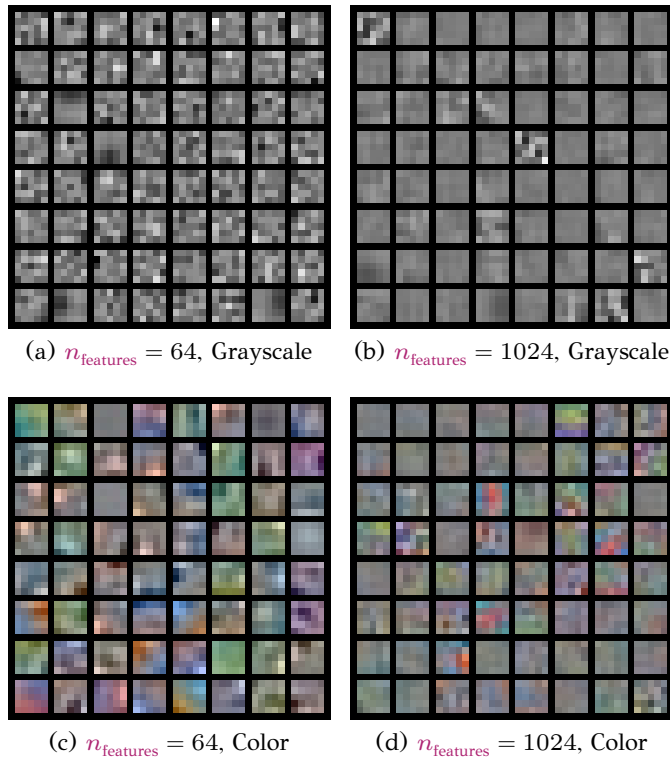 (a) n_features = 64, Grayscale
(b) n_features = 1024, Grayscale
(c) n_features = 64, Color
(d) n_features = 1024, Color